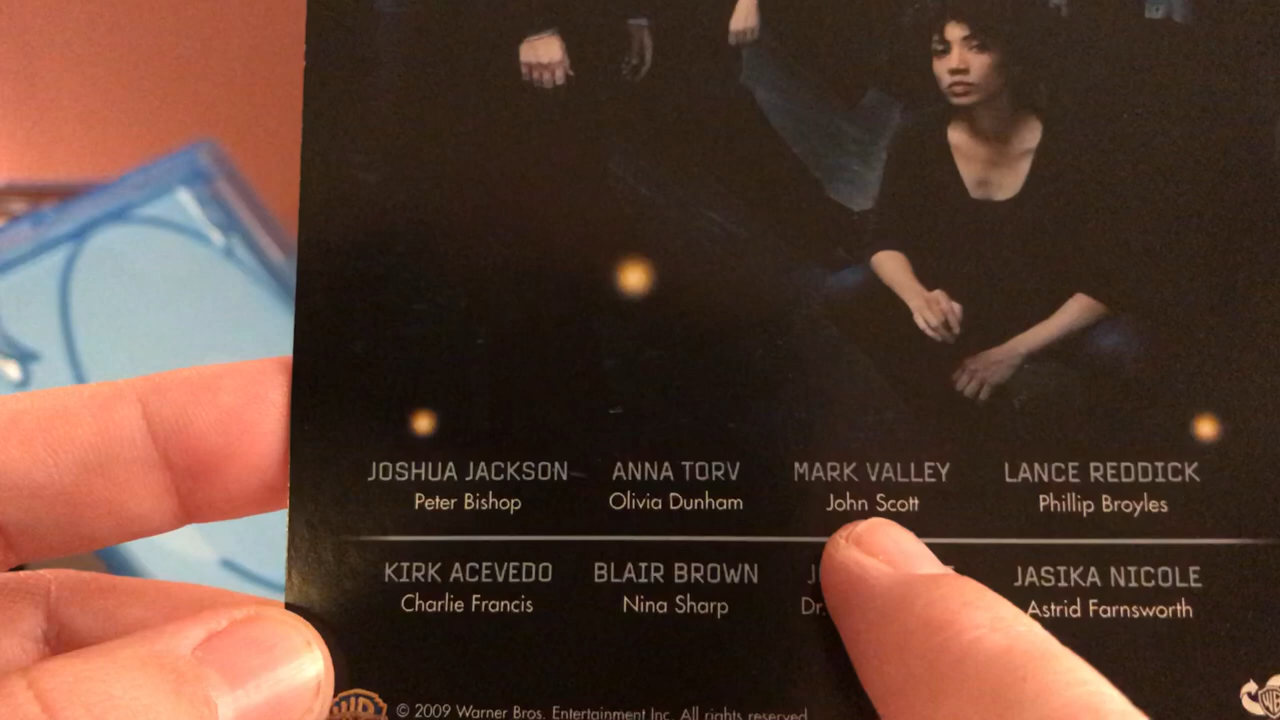 JOSHUA JACKSON ANNA TORV MARK VALLEY LANCE REDDICK
Peter Bishop Olivia Dunham John Scott Phillip Broyles
KIRK ACEVEDO BLAIR BROWN JASIKA NICOLE
Charlie Francis Nina Sharp Dr. Astrid Farnsworth
© 2009 Warner Bros. Entertainment Inc. All rights reserved